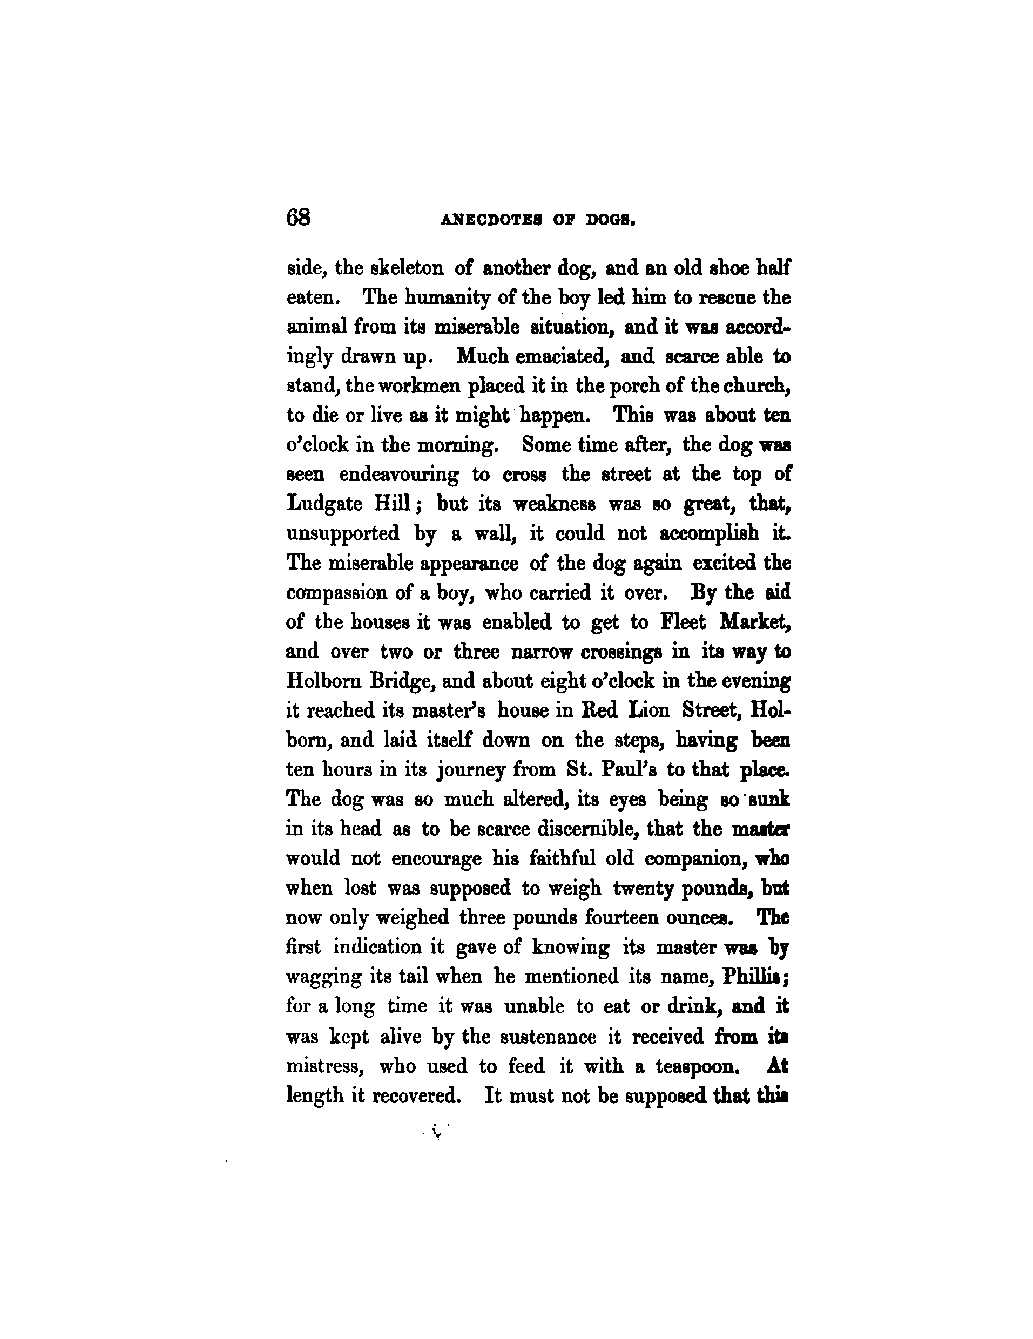 68 ANECDOTES OF DOGS.
side, the skeleton of another dog, and an old shoe half
eaten. The humanity of the boy led him to rescue the
animal from its miserable situation, and it was accord-
ingly drawn up. Much emaciated, and scarce able to
stand, the workmen placed it in the porch of the church,
to die or live as it might happen. This was about ten
o'clock in the morning. Some time after, the dog was
seen endeavouring to cross the street at the top of
Ludgate Hill; but its weakness was so great, that,
unsupported by a wall, it could not accomplish it.
The miserable appearance of the dog again excited the
compassion of a boy, who carried it over. By the aid
of the houses it was enabled to get to Fleet Market,
and over two or three narrow crossings in its way to
Holborn Bridge, and about eight o'clock in the evening
it reached its master's house in Red Lion Street, Hol-
born, and laid itself down on the steps, having been
ten hours in its journey from St. Paul's to that place.
The dog was so much altered, its eyes being so sunk
in its head as to be scarce discernible, that the master
would not encourage his faithful old companion, who
when lost was supposed to weigh twenty pounds, but
now only weighed three pounds fourteen ounces. The
first indication it gave of knowing its master was by
wagging its tail when he mentioned its name, Phillis;
for a long time it was unable to eat or drink, and it
was kept alive by the sustenance it received from its
mistress, who used to feed it with a teaspoon. At
length it recovered. It must not be supposed that this